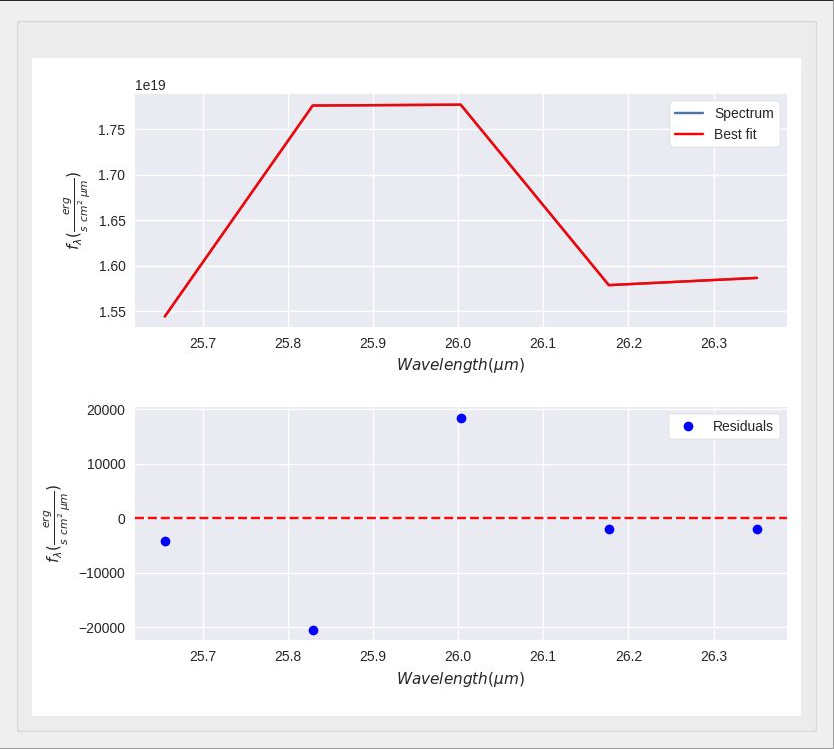 1e19
Spectrum
Best fit
1.75
1.70
1.65
1.60
1.55
f_λ(erg / s cm² μm)
25.7 25.8 25.9 26.0 26.1 26.2 26.3
Wavelength(μm)
20000
10000
0
−10000
−20000
Residuals
f_λ(erg / s cm² μm)
25.7 25.8 25.9 26.0 26.1 26.2 26.3
Wavelength(μm)